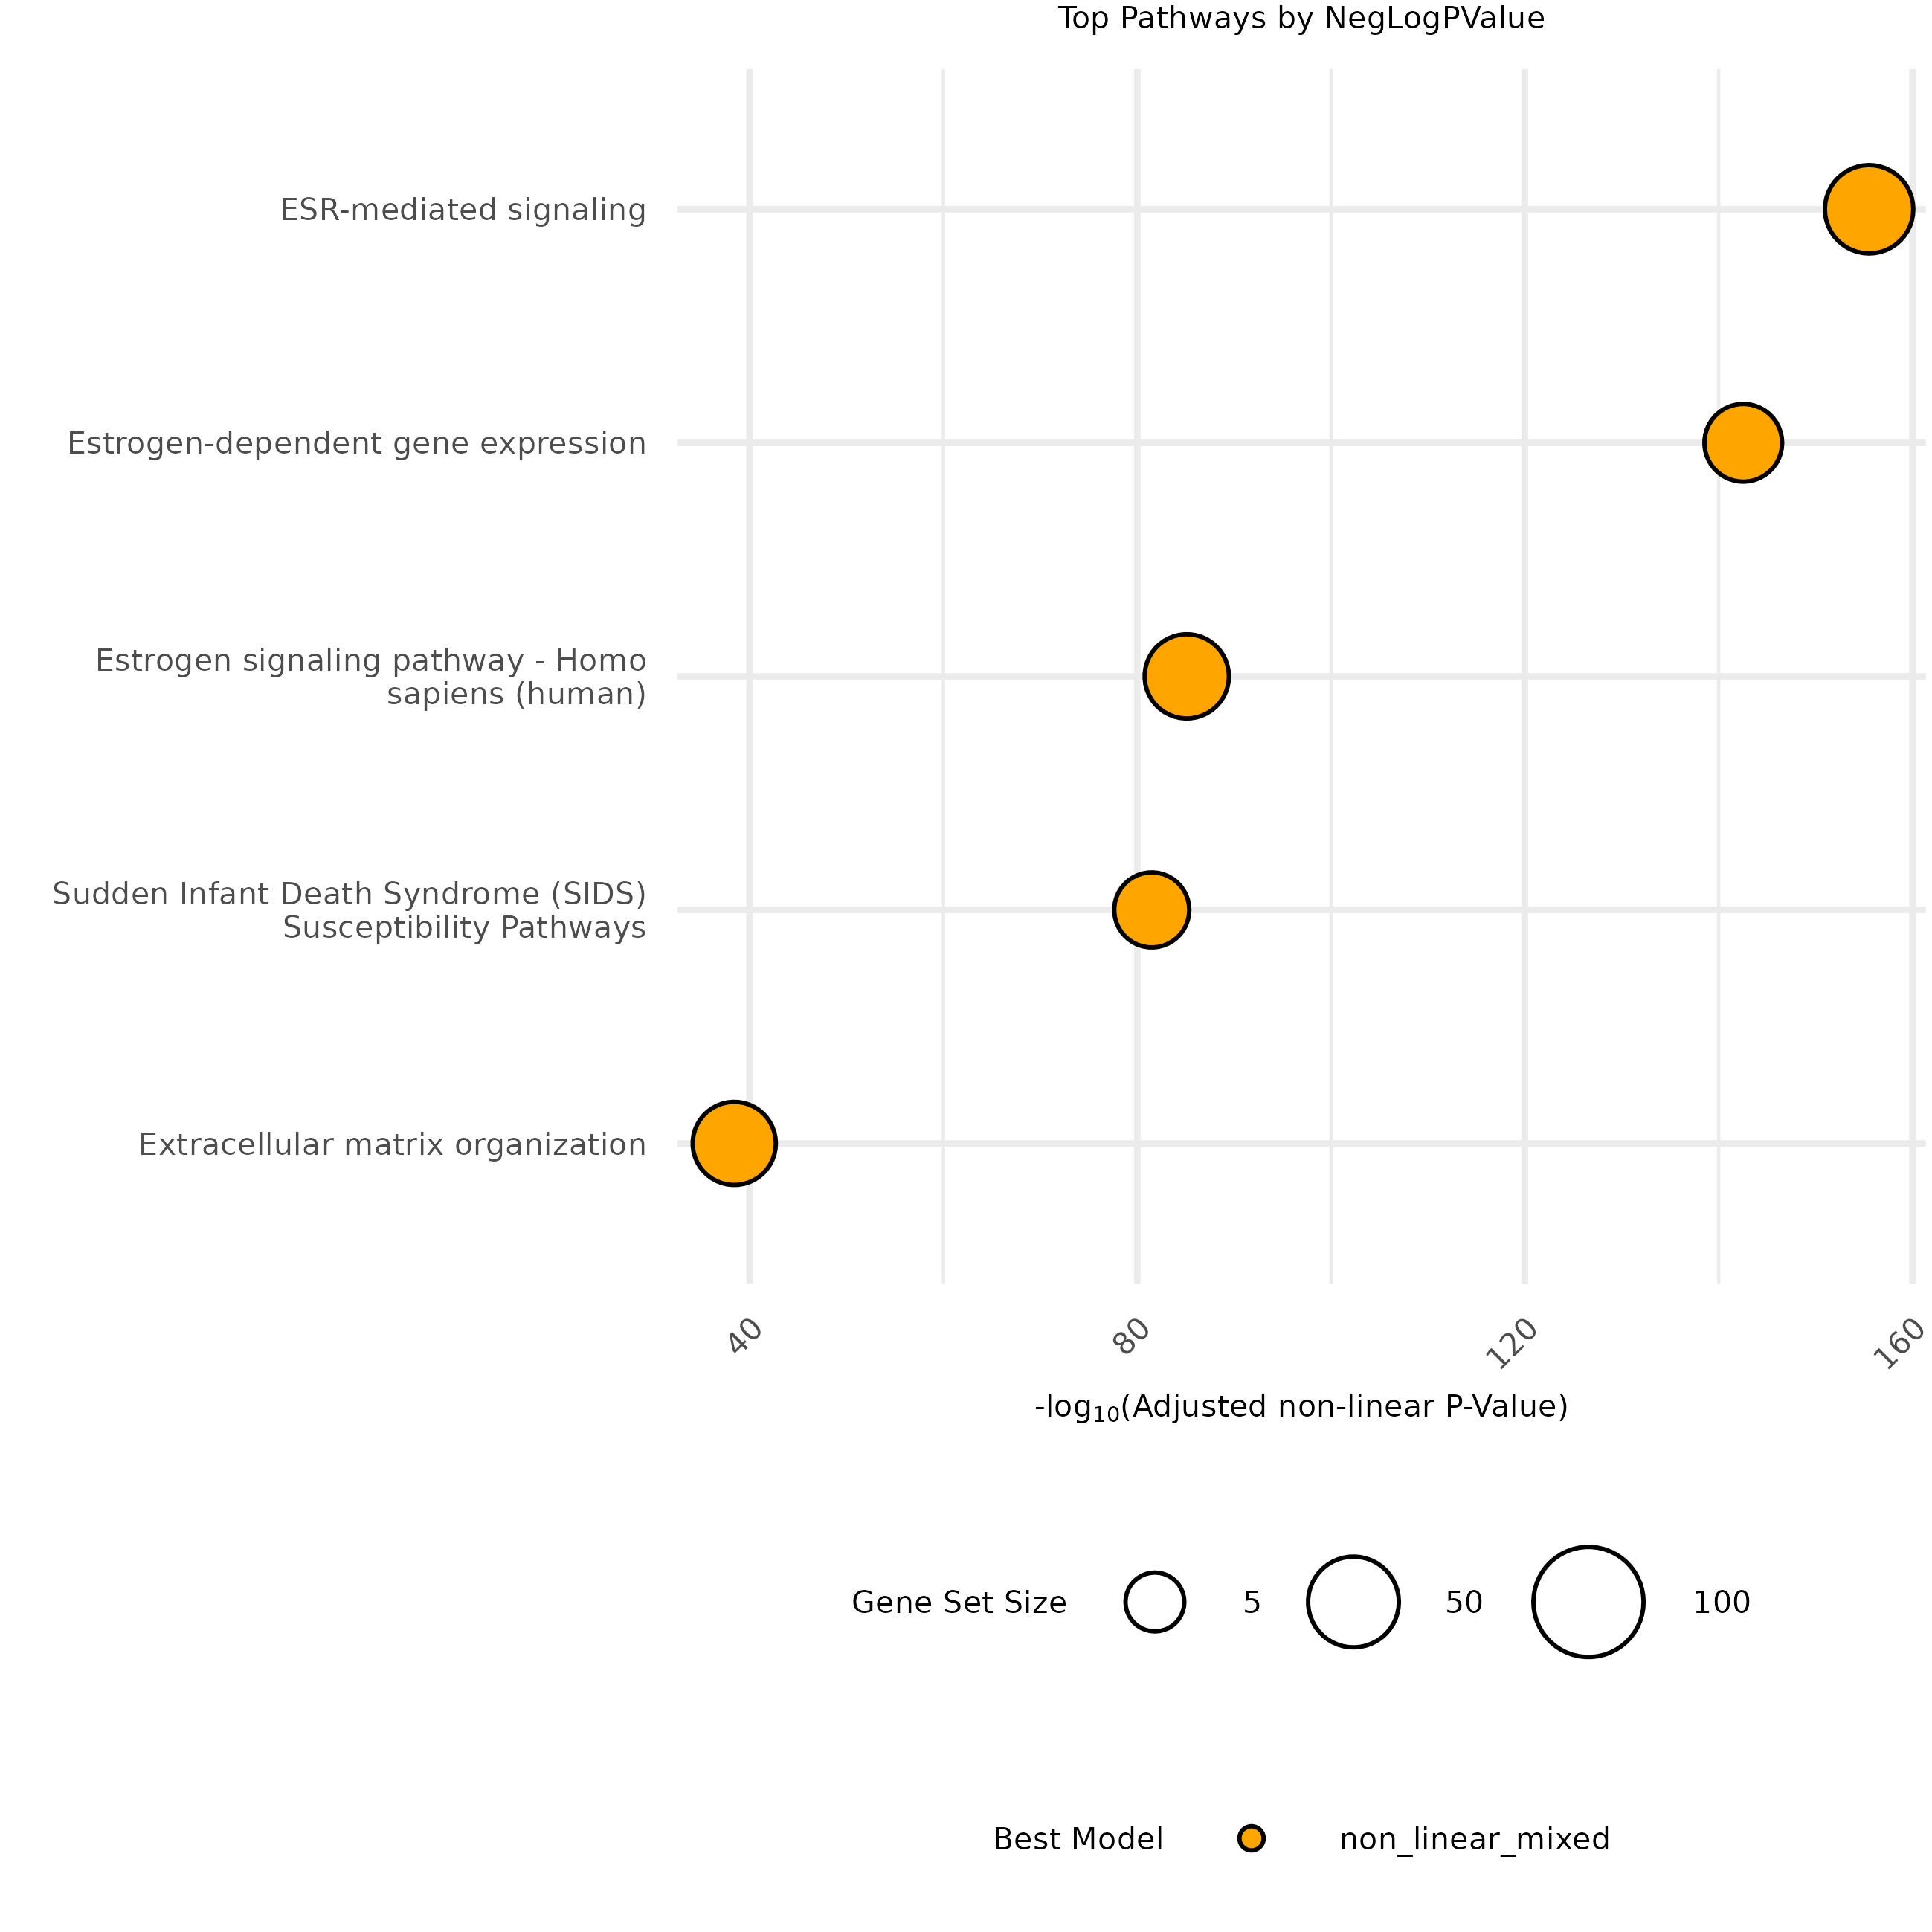 Top Pathways by NegLogPValue
ESR-mediated signaling
Estrogen-dependent gene expression
Estrogen signaling pathway - Homo
sapiens (human)
Sudden Infant Death Syndrome (SIDS)
Susceptibility Pathways
Extracellular matrix organization
40 80 120 160
-log₁₀(Adjusted non-linear P-Value)
Gene Set Size 5 50 100
Best Model non_linear_mixed